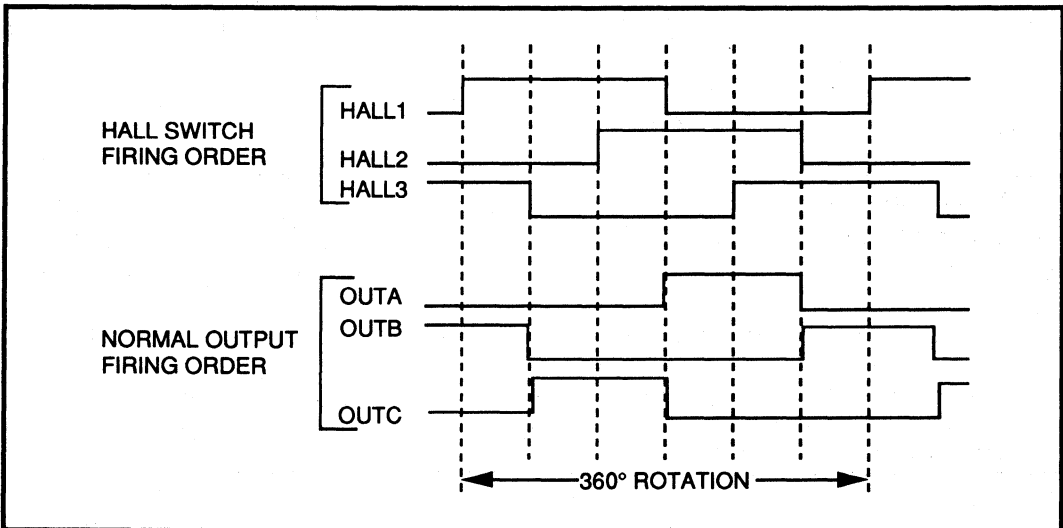 HALL SWITCH
FIRING ORDER
HALL1
HALL2
HALL3
NORMAL OUTPUT
FIRING ORDER
OUTA
OUTB
OUTC
360° ROTATION